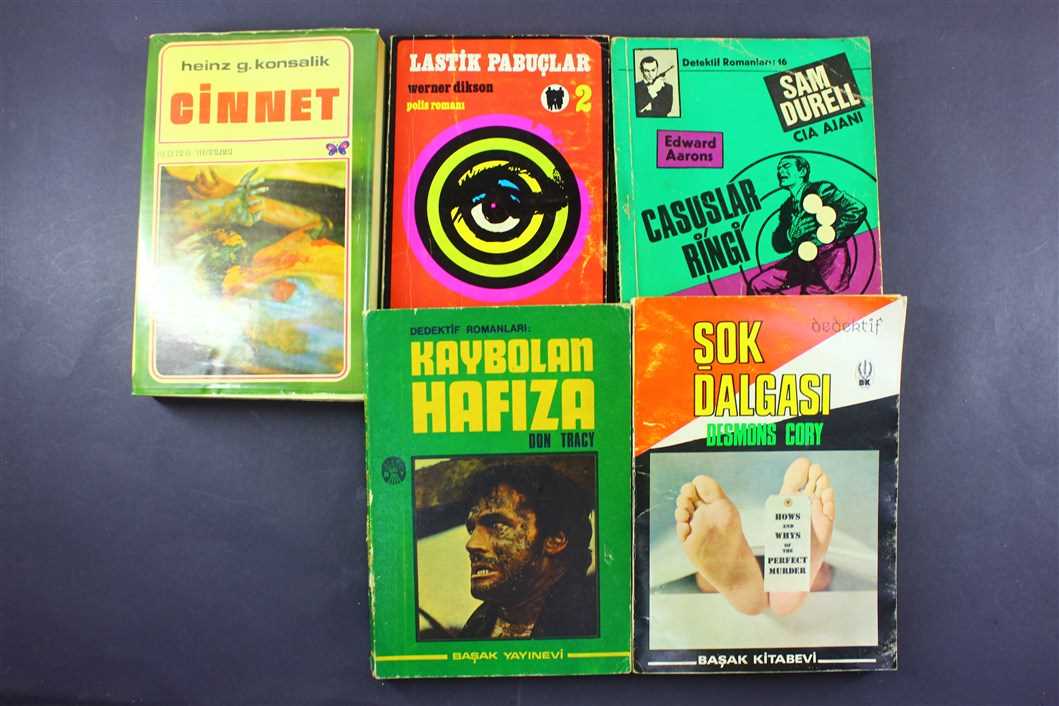 heinz g. konsalik
CİNNET
LASTİK PABUÇLAR
werner dikson
polis romanı
2
Detektif Romanları: 16
SAM
DURELL
CIA AJANI
Edward
Aarons
CASUSLAR
RİNGİ
DEDEKTİF ROMANLARI:
KAYBOLAN
HAFIZA
DON TRACY
BAŞAK YAYINEVİ
dedektif
ŞOK
DALGASI
DESMONS CORY
BK
HOWS
AND
WHYS
OF THE
PERFECT
MURDER
BAŞAK KİTABEVİ